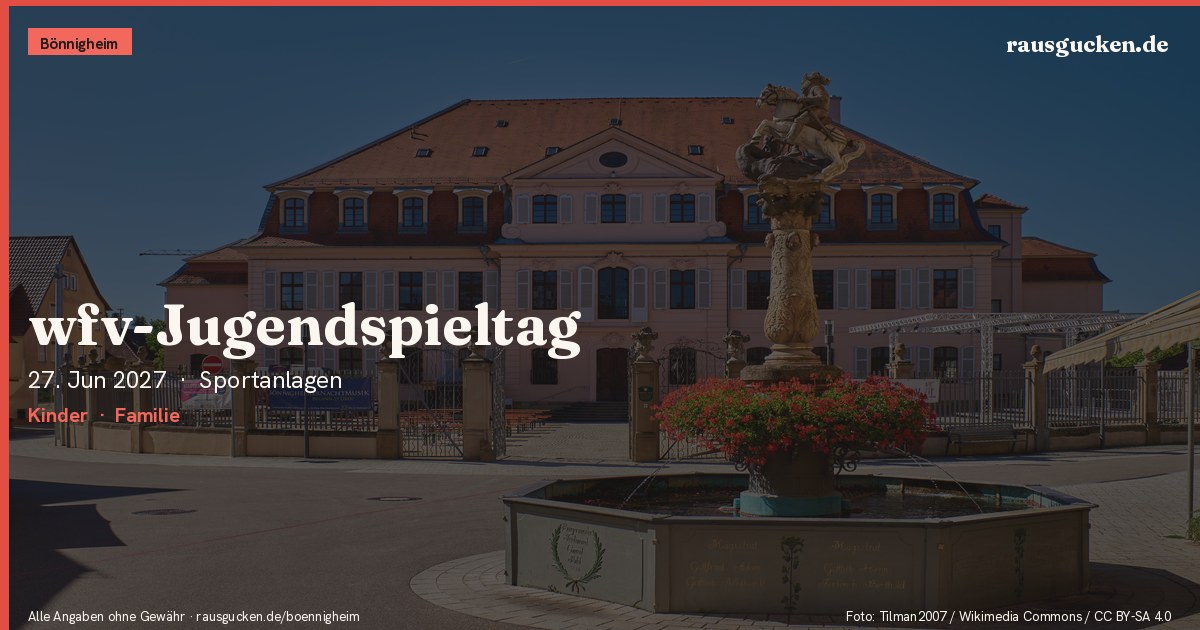 Bönnigheim
rausgucken.de
wfv-Jugendspieltag
27. Jun 2027 · Sportanlagen
Kinder · Familie
Alle Angaben ohne Gewähr · rausgucken.de/boennigheim
Foto: Tilman2007 / Wikimedia Commons / CC BY-SA 4.0